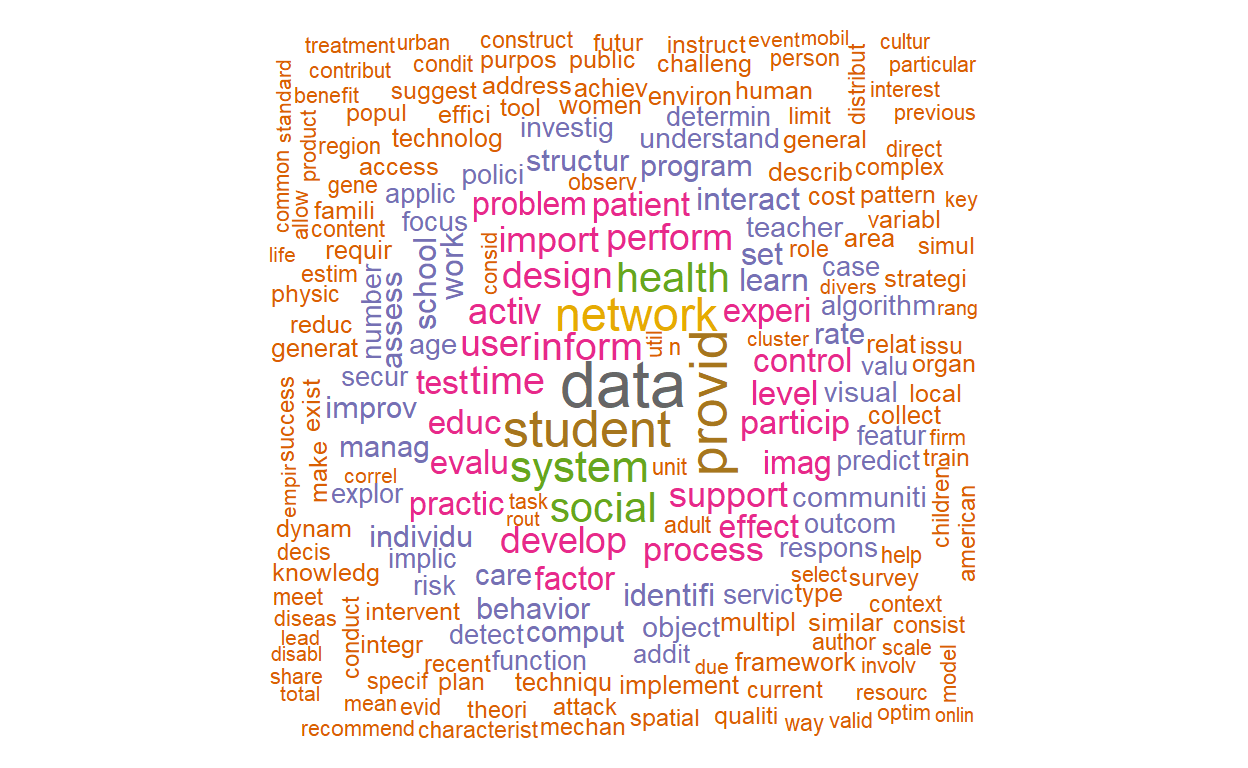 treatment urban construct futur instruct event mobil cultur
contribut condit purpos public challeng person particular
standard benefit suggest address achiev environ human distribut interest
popul effici tool women determin limit previous
product region technolog investig understand general direct
common access polici structur observ program describ complex
allow gene applic problem patient interact cost pattern key
famili content focus teacher role area variabl
life requir school work consid import perform set simul
estim design health learn case divers strategi
physic number assess activ network experi algorithm rang
reduc generat age user inform util n cluster rate relat issu
secur test time data provid control valu organ
improv level visual local
success exist educ student particip collect
manag featur firm
empir make correl evalu system unit imag predict train
explor practic task social support communiti children american
dynam rout adult effect outcom
decis individu develop process respons help
knowledg implic risk care factor select survey
meet intervent behavior identifi servic type context
diseas conduct detect comput object multipl similar consist
lead integr author
disabl recent function addit due framework scale involv model
share specif plan techniqu implement current resourc
total mean evid theori attack spatial qualiti way valid optim onlin
recommend characterist mechan